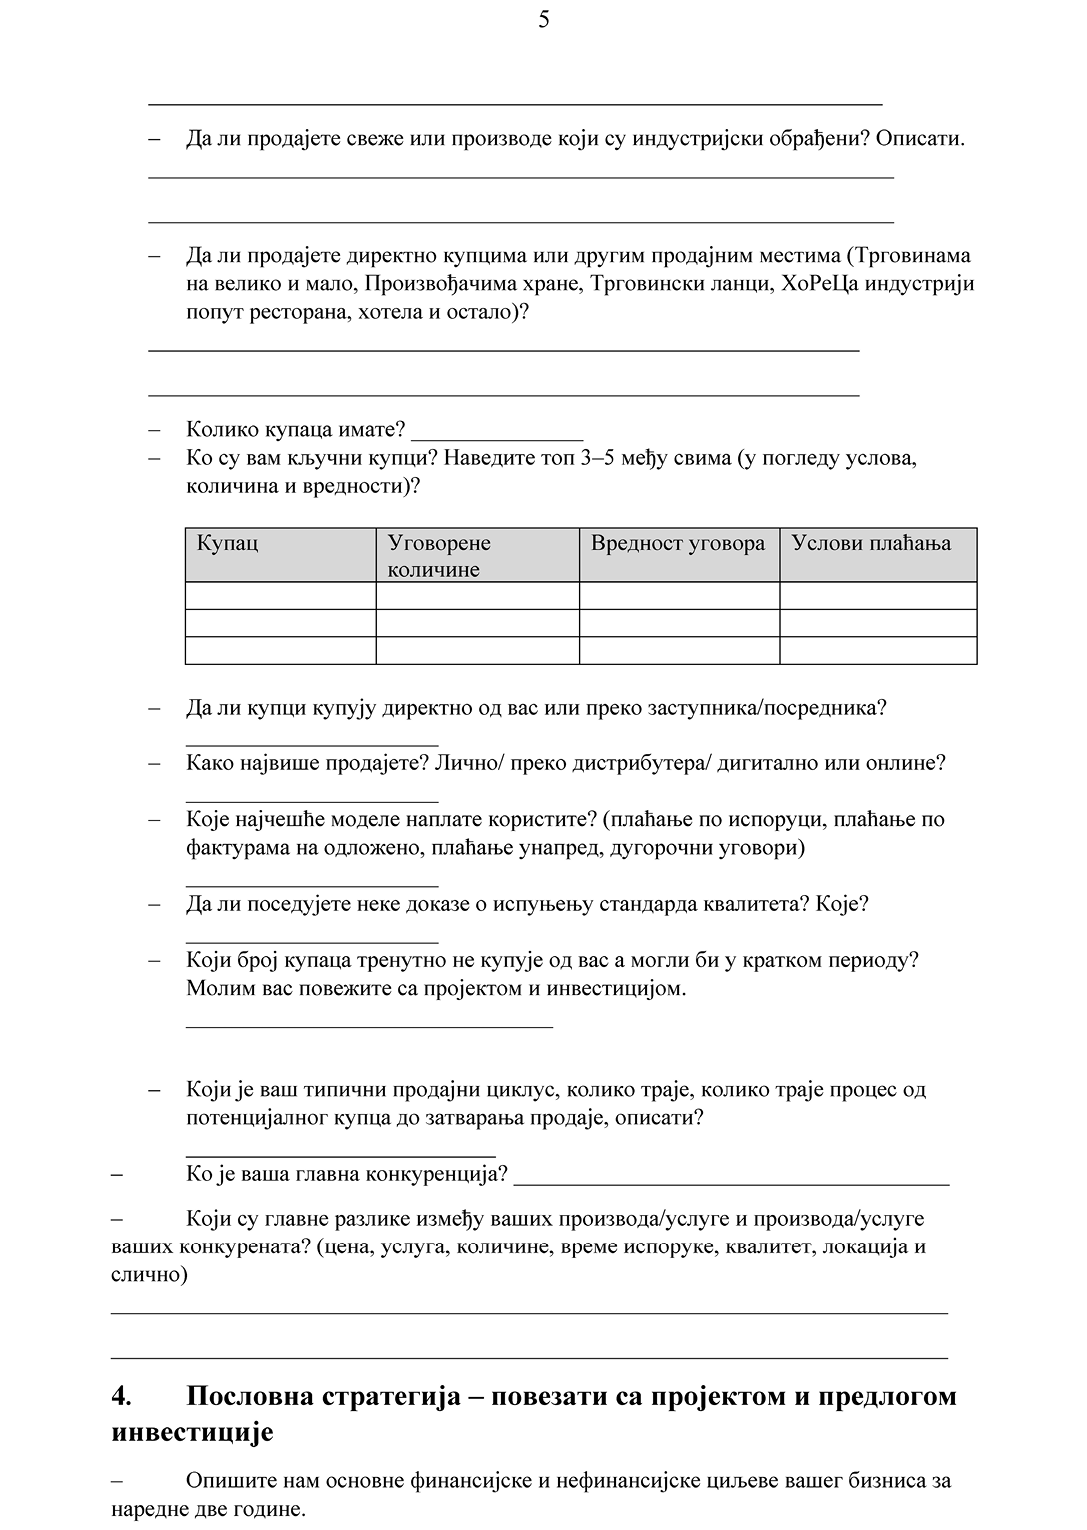 5
– Да ли продајете свеже или производе који су индустријски обрађени? Описати.
– Да ли продајете директно купцима или другим продајним местима (Трговинама
на велико и мало, Произвођачима хране, Трговински ланци, ХоРеЦа индустрији
попут ресторана, хотела и остало)?
– Колико купаца имате? _______________
– Ко су вам кључни купци? Наведите топ 3–5 међу свима (у погледу услова,
количина и вредности)?
Купац Уговорене количине Вредност уговора Услови плаћања
– Да ли купци купују директно од вас или преко заступника/посредника?
– Како највише продајете? Лично/ преко дистрибутера/ дигитално или онлине?
– Које најчешће моделе наплате користите? (плаћање по испоруци, плаћање по
фактурама на одложено, плаћање унапред, дугорочни уговори)
– Да ли поседујете неке доказе о испуњењу стандарда квалитета? Које?
– Који број купаца тренутно не купује од вас а могли би у кратком периоду?
Молим вас повежите са пројектом и инвестицијом.
– Који је ваш типични продајни циклус, колико траје, колико траје процес од
потенцијалног купца до затварања продаје, описати?
– Ко је ваша главна конкуренција? _______________
– Који су главне разлике између ваших производа/услуге и производа/услуге
ваших конкурената? (цена, услуга, количине, време испоруке, квалитет, локација и
слично)
4. Пословна стратегија – повезати са пројектом и предлогом
инвестиције
– Опишите нам основне финансијске и нефинансијске циљеве вашег бизниса за
наредне две године.